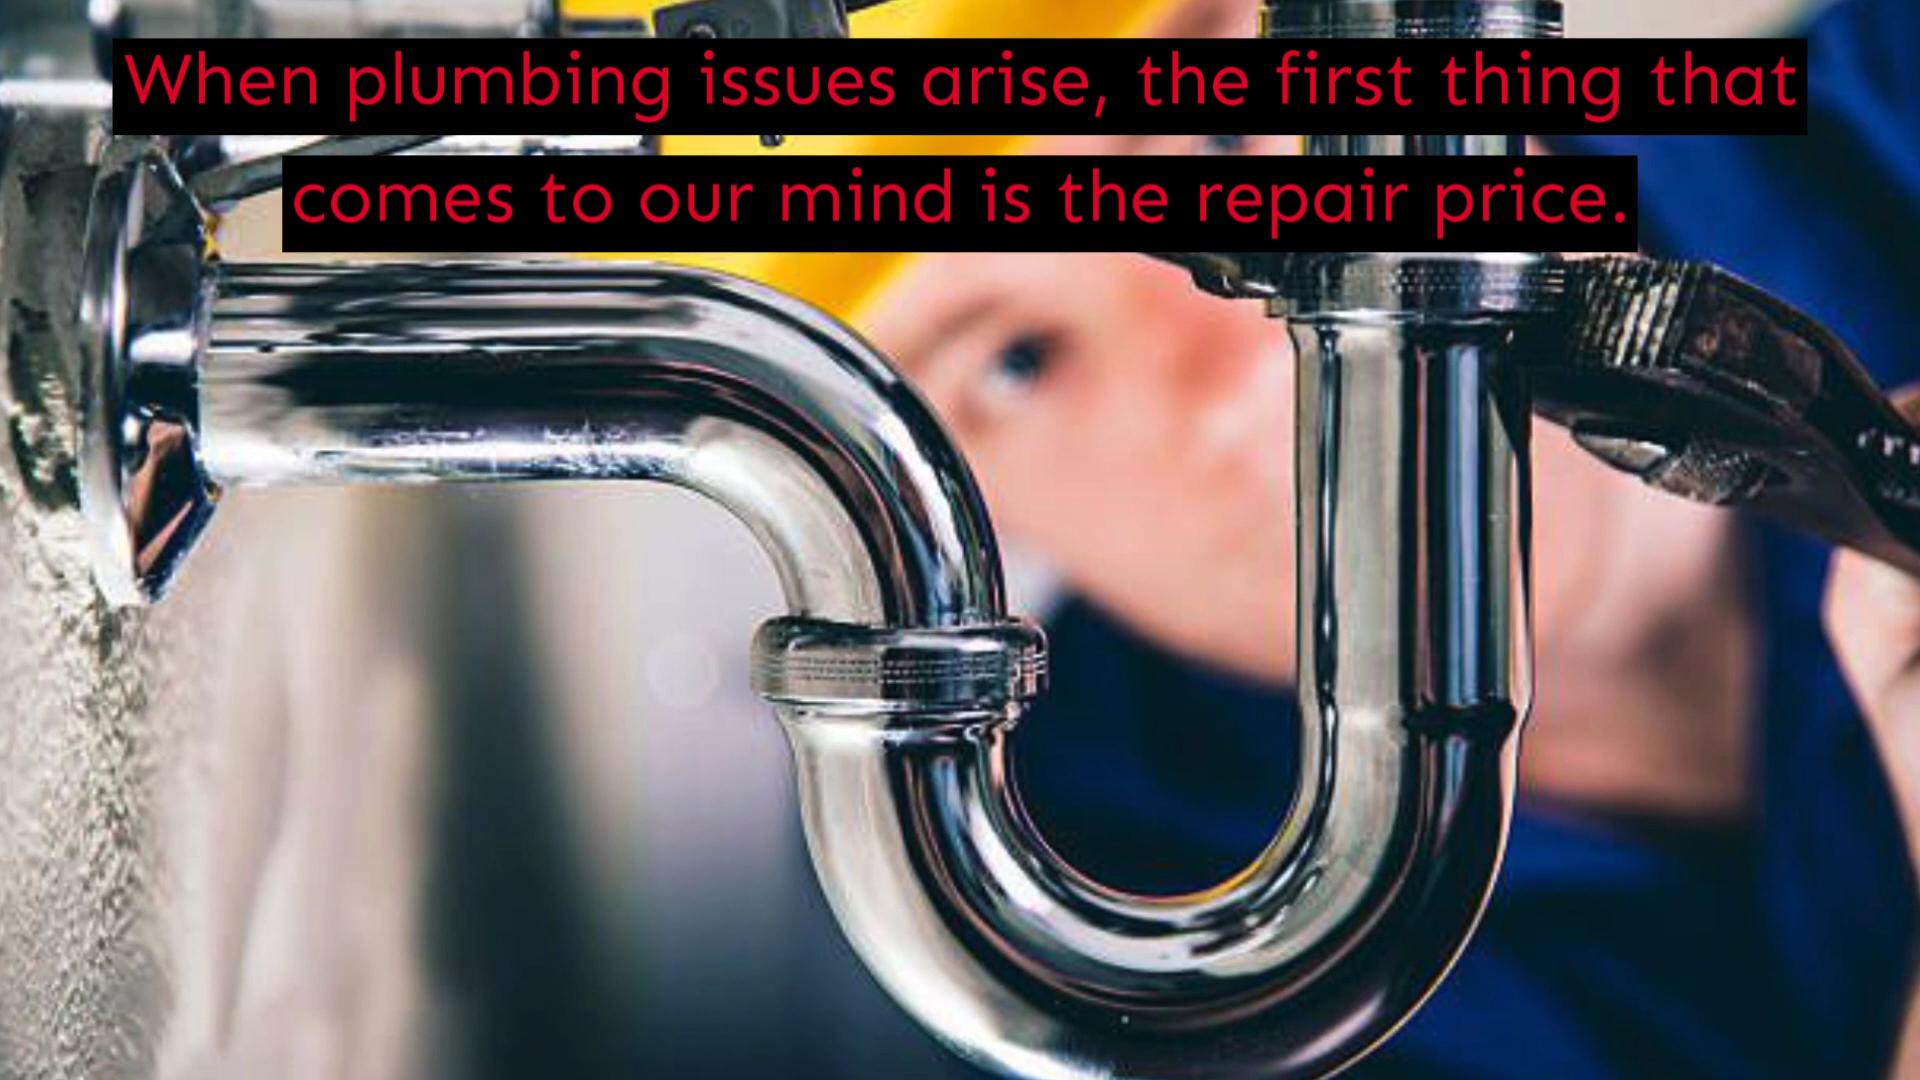 When plumbing issues arise, the first thing that
comes to our mind is the repair price.